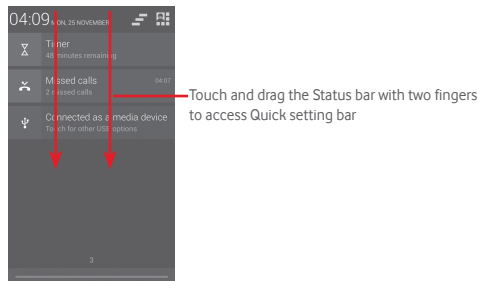 04:09 MON, 25 NOVEMBER
Timer
48 minutes remaining
Missed calls 04:07
2 missed calls
Touch and drag the Status bar with two fingers
to access Quick setting bar
Connected as a media device
Touch for other USB options
3